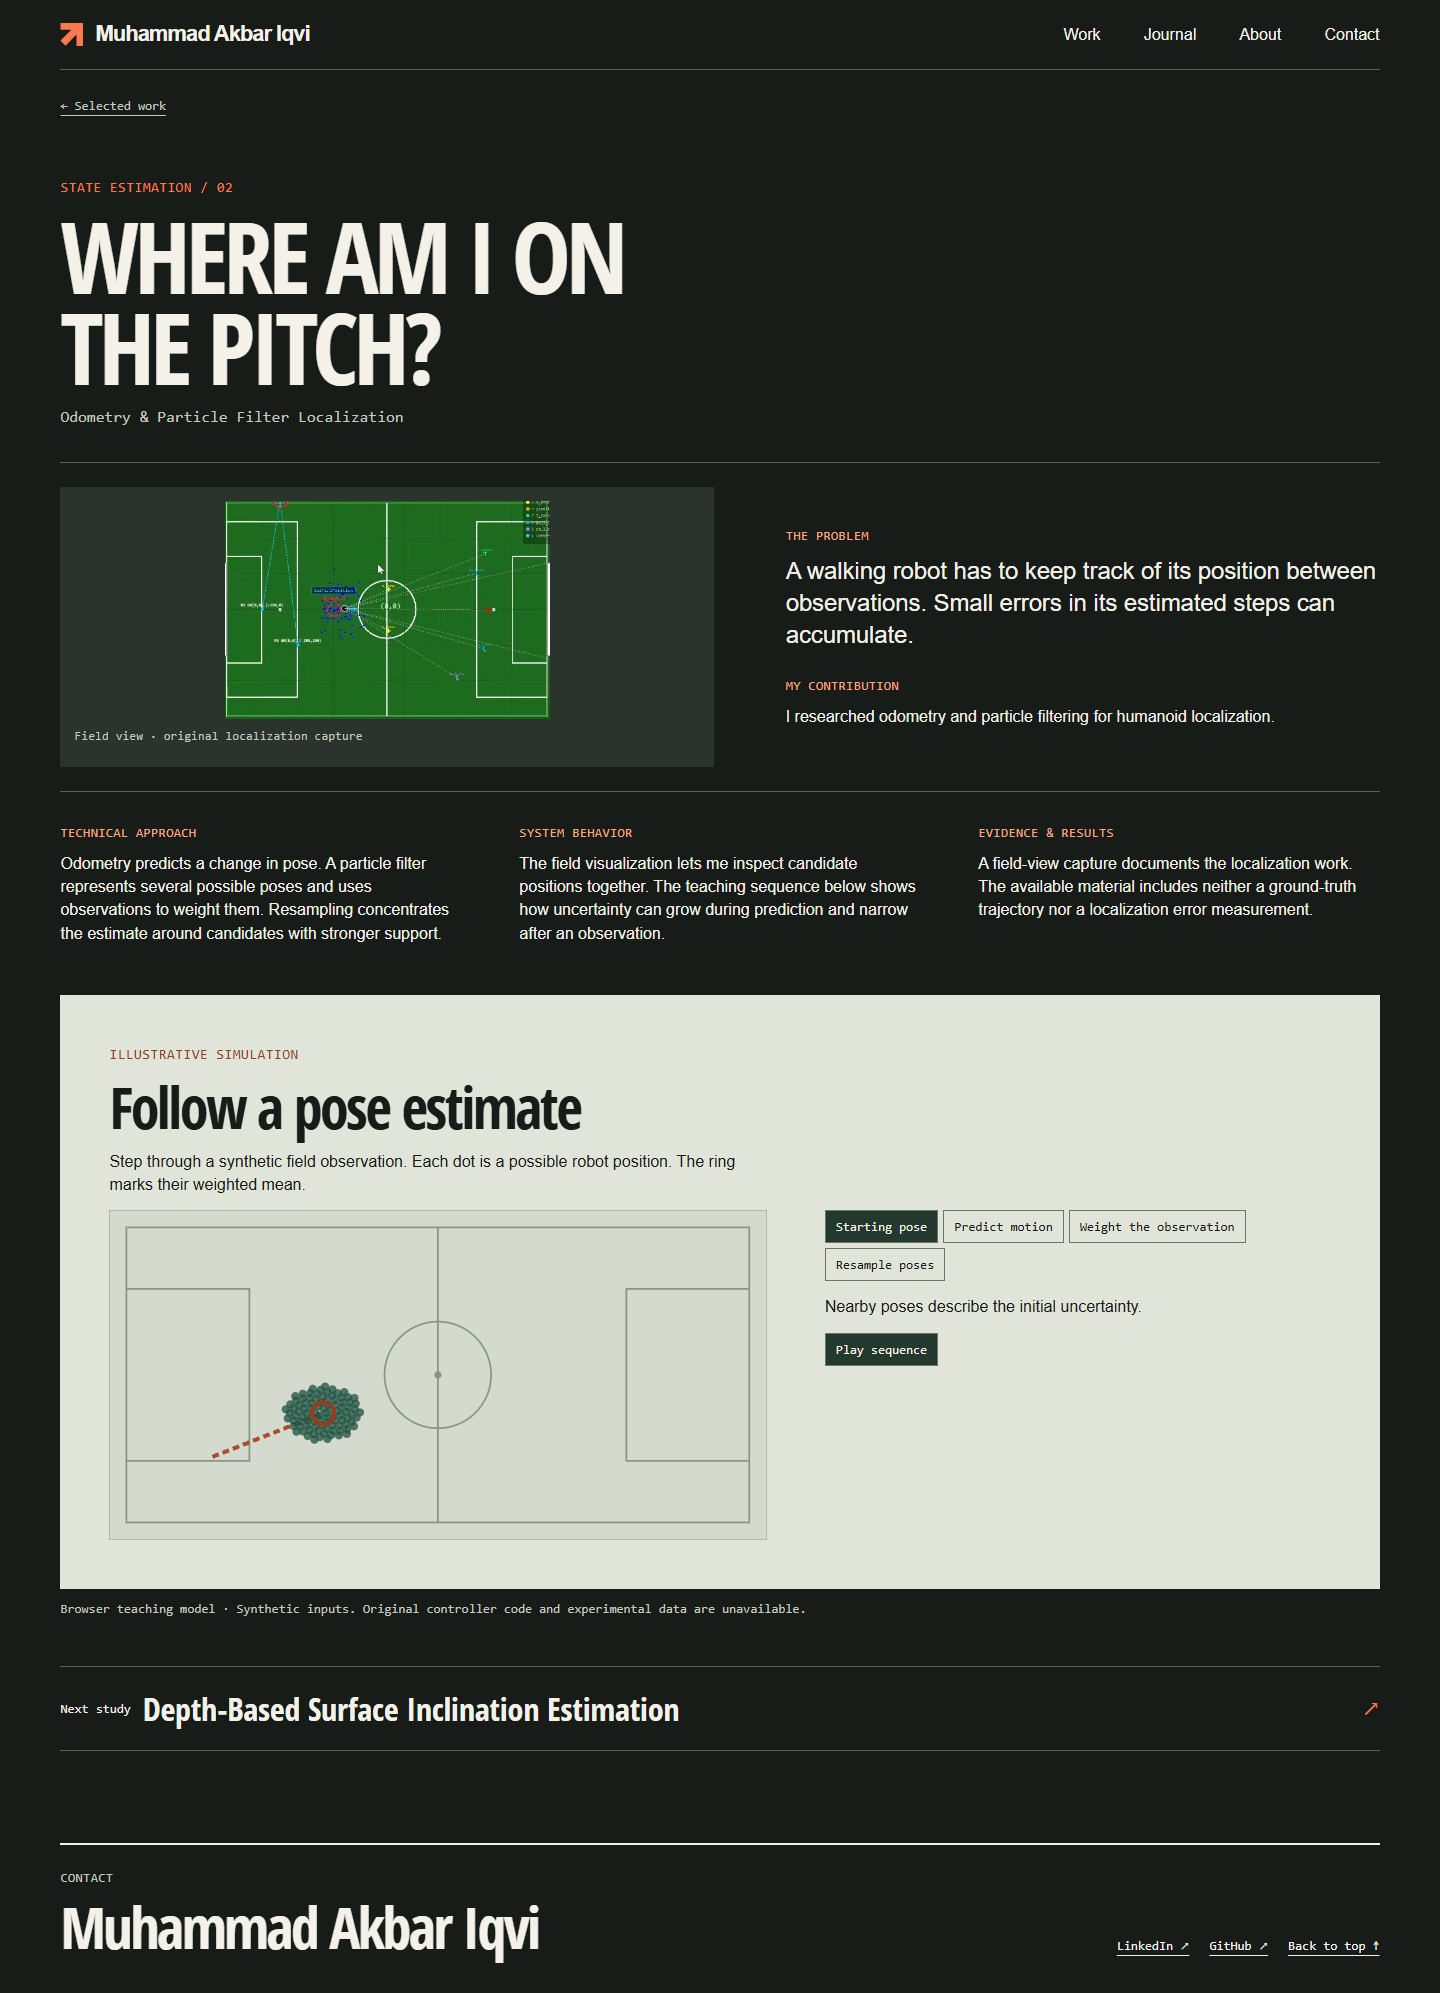 Muhammad Akbar Iqvi
Work
Journal
About
Contact
← Selected work
STATE ESTIMATION / 02
WHERE AM I ON
THE PITCH?
Odometry & Particle Filter Localization
(0,0)
Field view · original localization capture
THE PROBLEM
A walking robot has to keep track of its position between
observations. Small errors in its estimated steps can
accumulate.
MY CONTRIBUTION
I researched odometry and particle filtering for humanoid localization.
TECHNICAL APPROACH
Odometry predicts a change in pose. A particle filter
represents several possible poses and uses
observations to weight them. Resampling concentrates
the estimate around candidates with stronger support.
SYSTEM BEHAVIOR
The field visualization lets me inspect candidate
positions together. The teaching sequence below shows
how uncertainty can grow during prediction and narrow
after an observation.
EVIDENCE & RESULTS
A field-view capture documents the localization work.
The available material includes neither a ground-truth
trajectory nor a localization error measurement.
ILLUSTRATIVE SIMULATION
Follow a pose estimate
Step through a synthetic field observation. Each dot is a possible robot position. The ring
marks their weighted mean.
Starting pose
Predict motion
Weight the observation
Resample poses
Nearby poses describe the initial uncertainty.
Play sequence
Browser teaching model · Synthetic inputs. Original controller code and experimental data are unavailable.
Next study
Depth-Based Surface Inclination Estimation
↗
CONTACT
Muhammad Akbar Iqvi
LinkedIn ↗
GitHub ↗
Back to top ↑